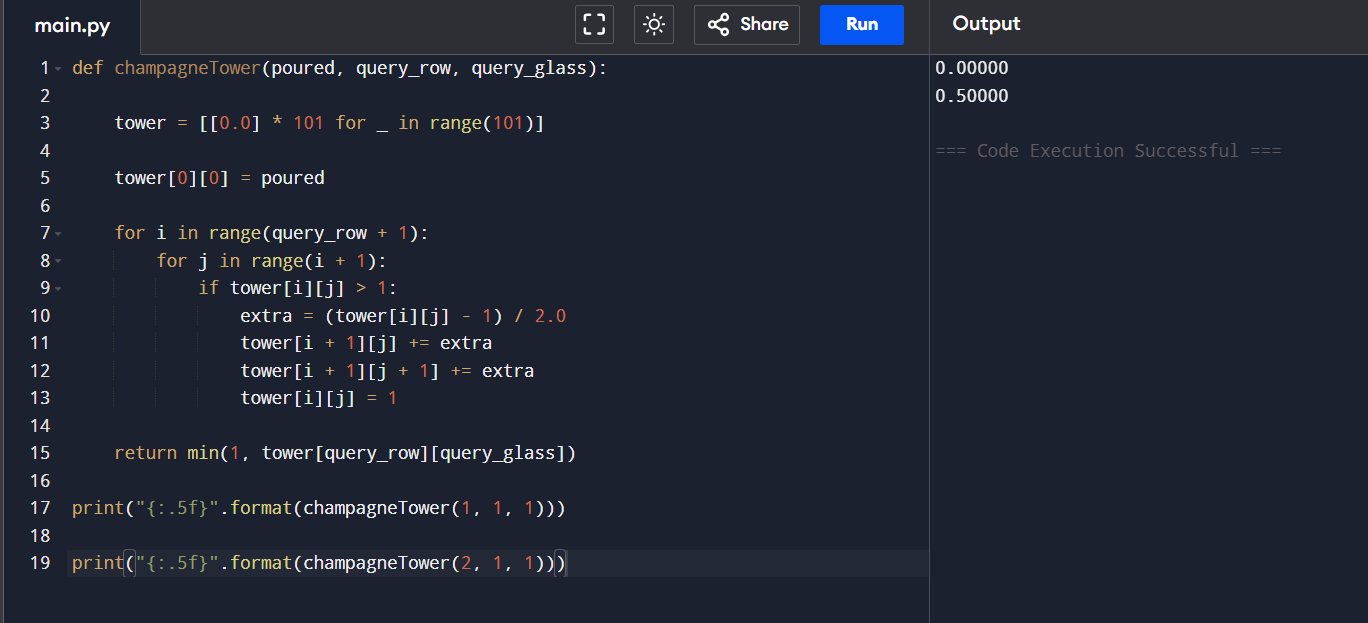 main.py
Share
Run
Output
1 def champagneTower(poured, query_row, query_glass):
2
3     tower = [[0.0] * 101 for _ in range(101)]
4
5     tower[0][0] = poured
6
7     for i in range(query_row + 1):
8         for j in range(i + 1):
9             if tower[i][j] > 1:
10                 extra = (tower[i][j] - 1) / 2.0
11                 tower[i + 1][j] += extra
12                 tower[i + 1][j + 1] += extra
13                 tower[i][j] = 1
14
15     return min(1, tower[query_row][query_glass])
16
17 print("{:.5f}".format(champagneTower(1, 1, 1)))
18
19 print("{:.5f}".format(champagneTower(2, 1, 1)))
0.00000
0.50000
=== Code Execution Successful ===